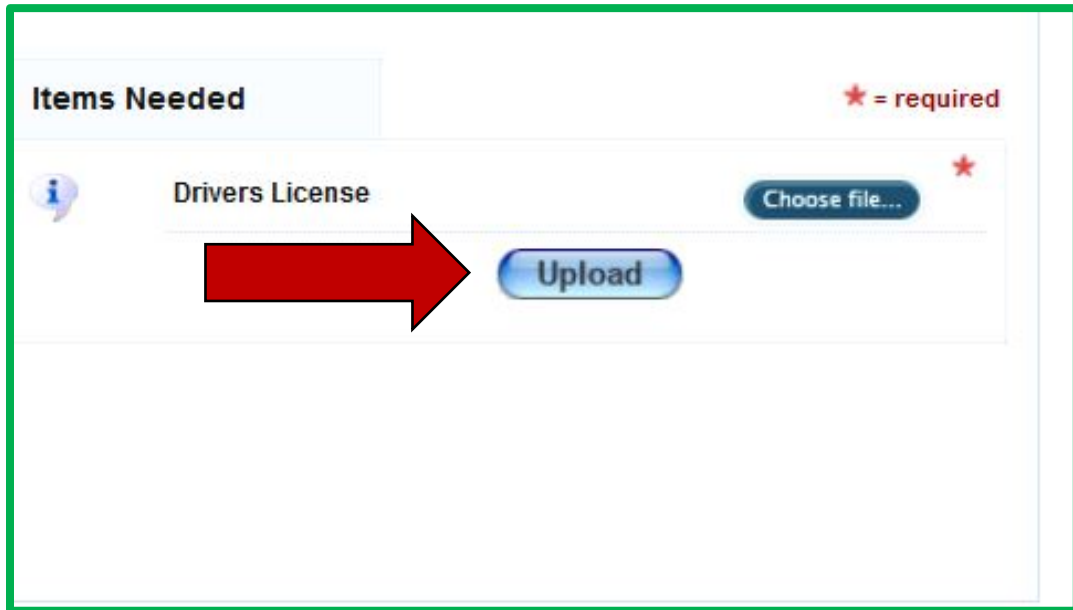 Items Needed
* = required
Drivers License
Choose file...
*
Upload